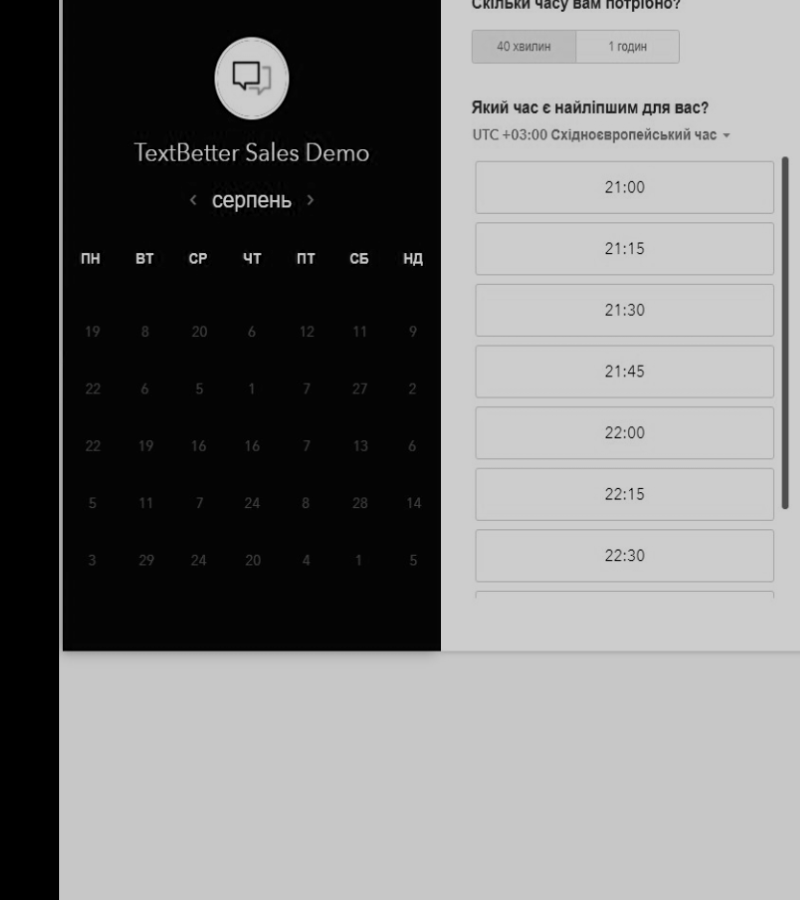 TextBetter Sales Demo
‹ серпень ›
ПН ВТ СР ЧТ ПТ СБ НД
19 8 20 6 12 11 9
22 6 5 1 7 27 2
22 19 16 16 7 13 6
5 11 7 24 8 28 14
3 29 24 20 4 1 5
Скільки часу вам потрібно?
40 хвилин 1 годин
Який час є найліпшим для вас?
UTC +03:00 Східноєвропейський час
21:00
21:15
21:30
21:45
22:00
22:15
22:30